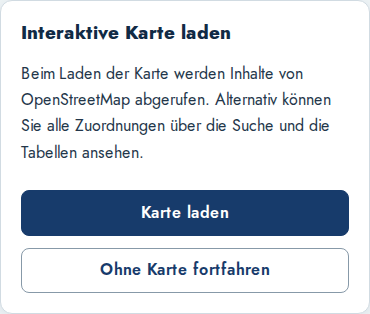 Interaktive Karte laden
Beim Laden der Karte werden Inhalte von
OpenStreetMap abgerufen. Alternativ können
Sie alle Zuordnungen über die Suche und die
Tabellen ansehen.
Karte laden
Ohne Karte fortfahren